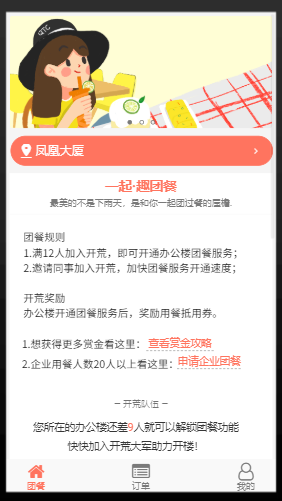 凤凰大厦
一起·趣团餐
最美的不是下雨天，是和你一起团过餐的屋檐.
团餐规则
1.满12人加入开荒，即可开通办公楼团餐服务；
2.邀请同事加入开荒，加快团餐服务开通速度；
开荒奖励
办公楼开通团餐服务后，奖励用餐抵用券。
1.想获得更多赏金看这里： 查看赏金攻略
2.企业用餐人数20人以上看这里： 申请企业团餐
– 开荒队伍 –
您所在的办公楼还差9人就可以解锁团餐功能
快快加入开荒大军助力开楼！
团餐 订单 我的